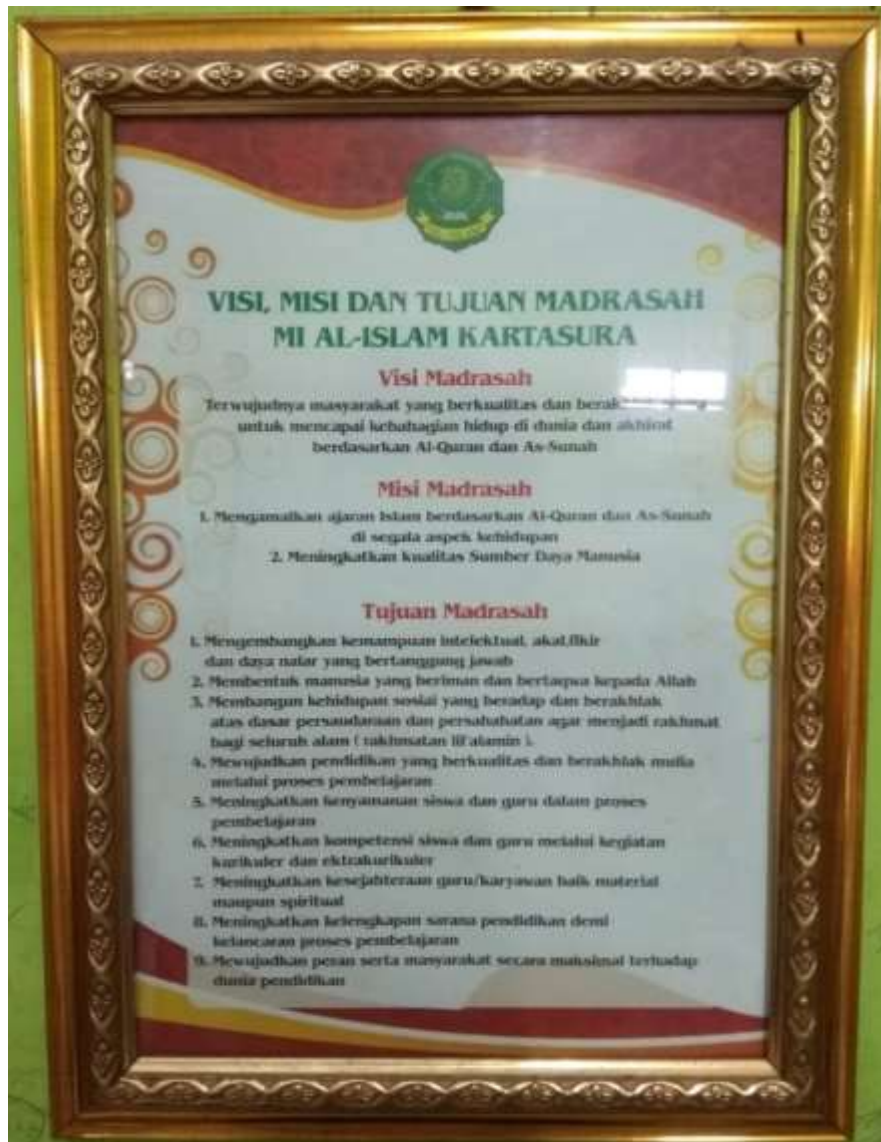 VISI, MISI DAN TUJUAN MADRASAH
MI AL-ISLAM KARTASURA
Visi Madrasah
Terwujudnya masyarakat yang berkualitas dan
untuk mencapai kebahagian hidup di dunia dan akhirat
berdasarkan Al-Quran dan As-Sunah
Misi Madrasah
1. Mengamalkan ajaran Islam berdasarkan Al-Quran dan As-Sunah
di segala aspek kehidupan
2. Meningkatkan kualitas Sumber Daya Manusia
Tujuan Madrasah
1. Mengembangkan kemampuan intelektual, akal,fikir
dan daya nalar yang bertanggung jawab
2. Membentuk manusia yang beriman dan bertaqwa kepada Allah
3. Membangun kehidupan sosial yang beradap dan berakhlak
atas dasar persaudaraan dan persahabatan agar menjadi rakhmat
bagi seluruh alam ( rakhmatan lil'alamin ).
4. Mewujudkan pendidikan yang berkualitas dan berakhlak mulia
melalui proses pembelajaran
5. Meningkatkan kenyamanan siswa dan guru dalam proses
pembelajaran
6. Meningkatkan kompetensi siswa dan guru melalui kegiatan
kurikuler dan ektrakurikuler
7. Meningkatkan kesejahteraan guru/karyawan baik material
maupun spiritual
8. Meningkatkan kelengkapan sarana pendidikan demi
kelancaran proses pembelajaran
9. Mewujudkan peran serta masyarakat secara maksimal terhadap
dunia pendidikan